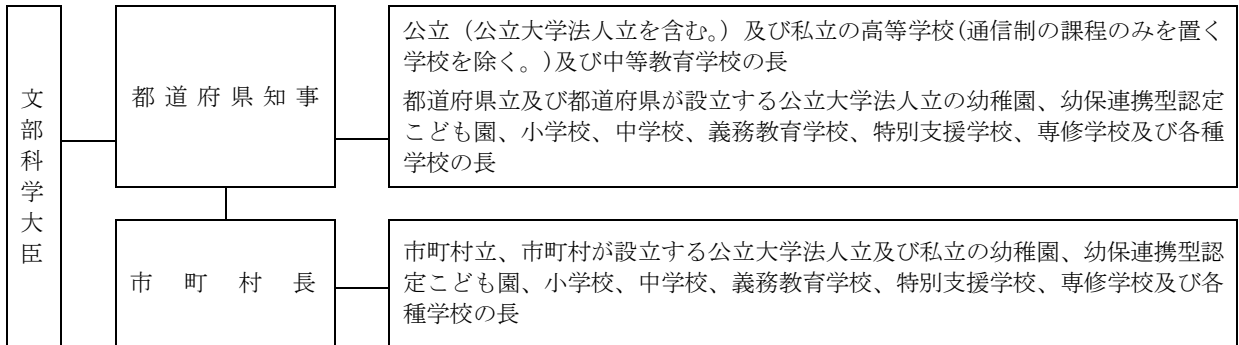 文部科学大臣
都道府県知事
公立（公立大学法人立を含む。）及び私立の高等学校(通信制の課程のみを置く
学校を除く。)及び中等教育学校の長
都道府県立及び都道府県が設立する公立大学法人立の幼稚園、幼保連携型認定
こども園、小学校、中学校、義務教育学校、特別支援学校、専修学校及び各種
学校の長
市町村長
市町村立、市町村が設立する公立大学法人立及び私立の幼稚園、幼保連携型認
定こども園、小学校、中学校、義務教育学校、特別支援学校、専修学校及び各
種学校の長